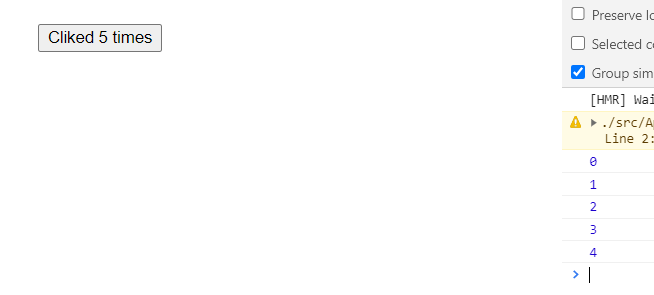 Cliked 5 times
Preserve lo
Selected co
Group sim
[HMR] Wai
./src/Ap
Line 2:
0
1
2
3
4